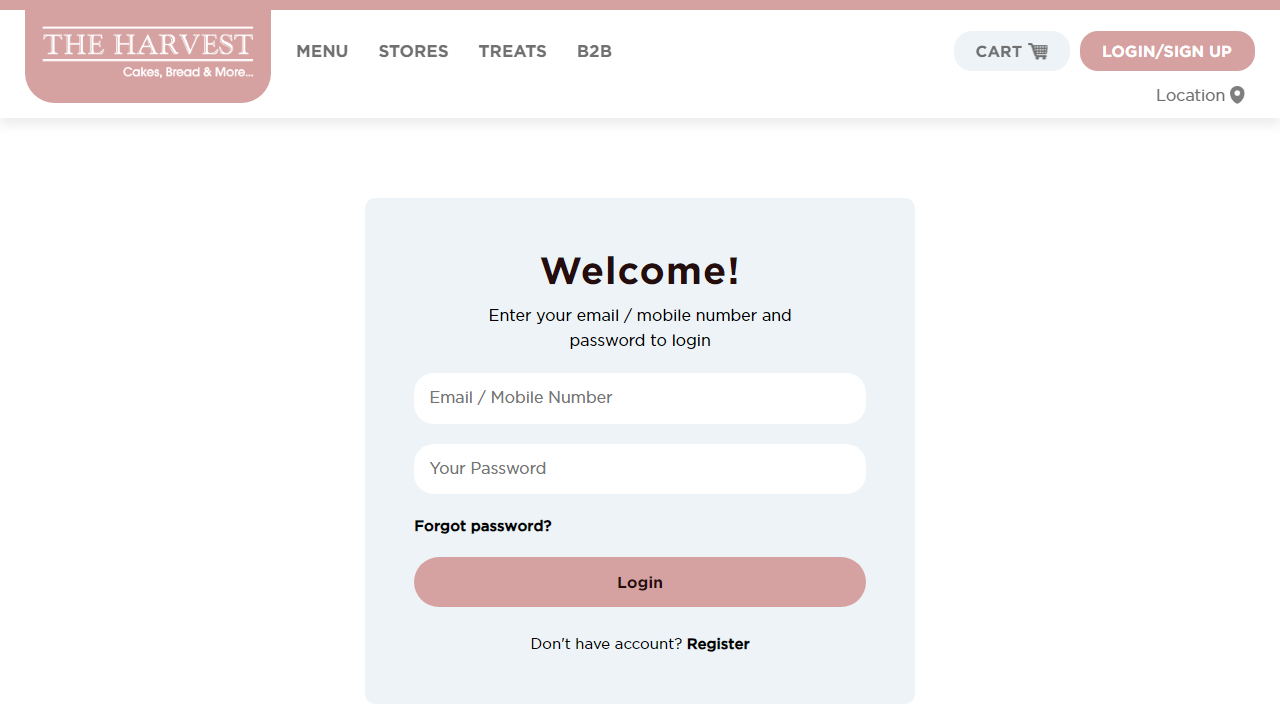 THE HARVEST
Cakes, Bread & More...
MENU STORES TREATS B2B
CART
LOGIN/SIGN UP
Location
Welcome!
Enter your email / mobile number and
password to login
Email / Mobile Number
Your Password
Forgot password?
Login
Don't have account? Register